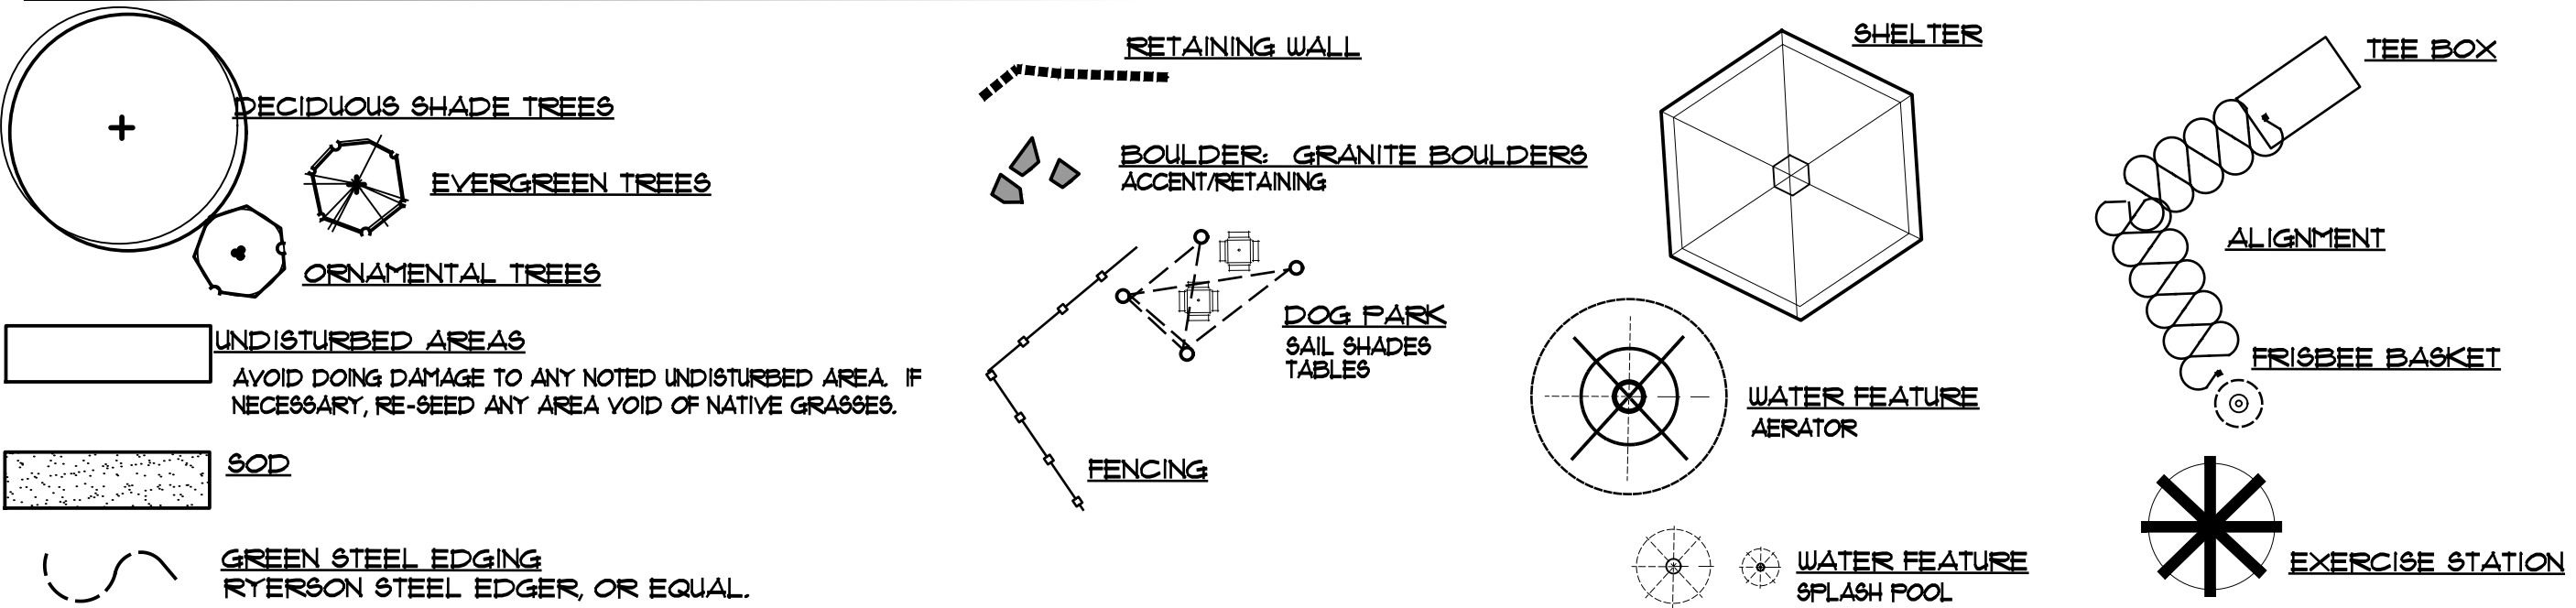 DECIDUOUS SHADE TREES
EVERGREEN TREES
ORNAMENTAL TREES
UNDISTURBED AREAS
AVOID DOING DAMAGE TO ANY NOTED UNDISTURBED AREA. IF
NECESSARY, RE-SEED ANY AREA VOID OF NATIVE GRASSES.
SOD
GREEN STEEL EDGING
RYERSON STEEL EDGER, OR EQUAL.
RETAINING WALL
BOULDER: GRANITE BOULDERS
ACCENT/RETAINING
DOG PARK
SAIL SHADES
TABLES
FENCING
SHELTER
WATER FEATURE
AERATOR
WATER FEATURE
SPLASH POOL
TEE BOX
ALIGNMENT
FRISBEE BASKET
EXERCISE STATION